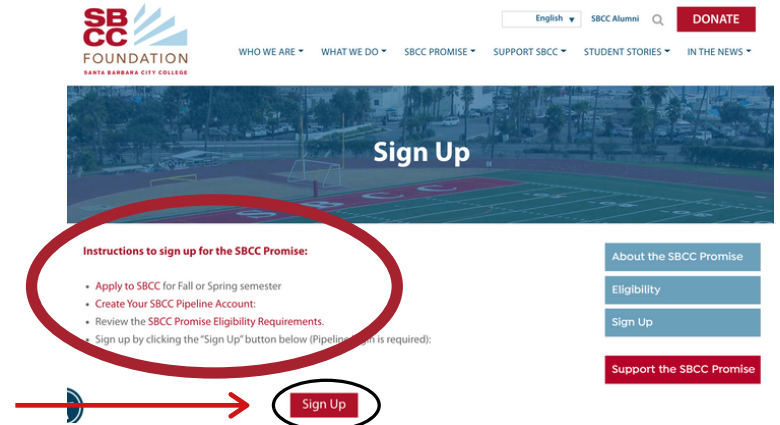 SB
CC
FOUNDATION
SANTA BARBARA CITY COLLEGE
English ▼ SBCC Alumni DONATE
WHO WE ARE WHAT WE DO SBCC PROMISE SUPPORT SBCC STUDENT STORIES IN THE NEWS
Sign Up
S B C C
Instructions to sign up for the SBCC Promise:
• Apply to SBCC for Fall or Spring semester
• Create Your SBCC Pipeline Account:
• Review the SBCC Promise Eligibility Requirements.
• Sign up by clicking the "Sign Up" button below (Pipeline login is required):
Sign Up
About the SBCC Promise
Eligibility
Sign Up
Support the SBCC Promise